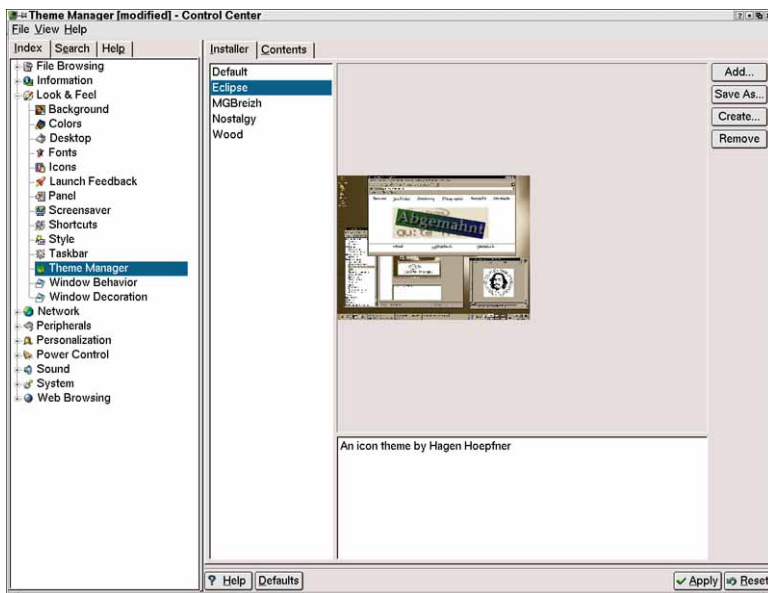 Theme Manager [modified] - Control Center
File View Help
Index Search Help
File Browsing
Information
Look & Feel
Background
Colors
Desktop
Fonts
Icons
Launch Feedback
Panel
Screensaver
Shortcuts
Style
Taskbar
Theme Manager
Window Behavior
Window Decoration
Network
Peripherals
Personalization
Power Control
Sound
System
Web Browsing
Installer Contents
Default
Eclipse
MGBreizh
Nostalgy
Wood
Abgemahnt
An icon theme by Hagen Hoepfner
Add...
Save As...
Create...
Remove
? Help Defaults
Apply Reset